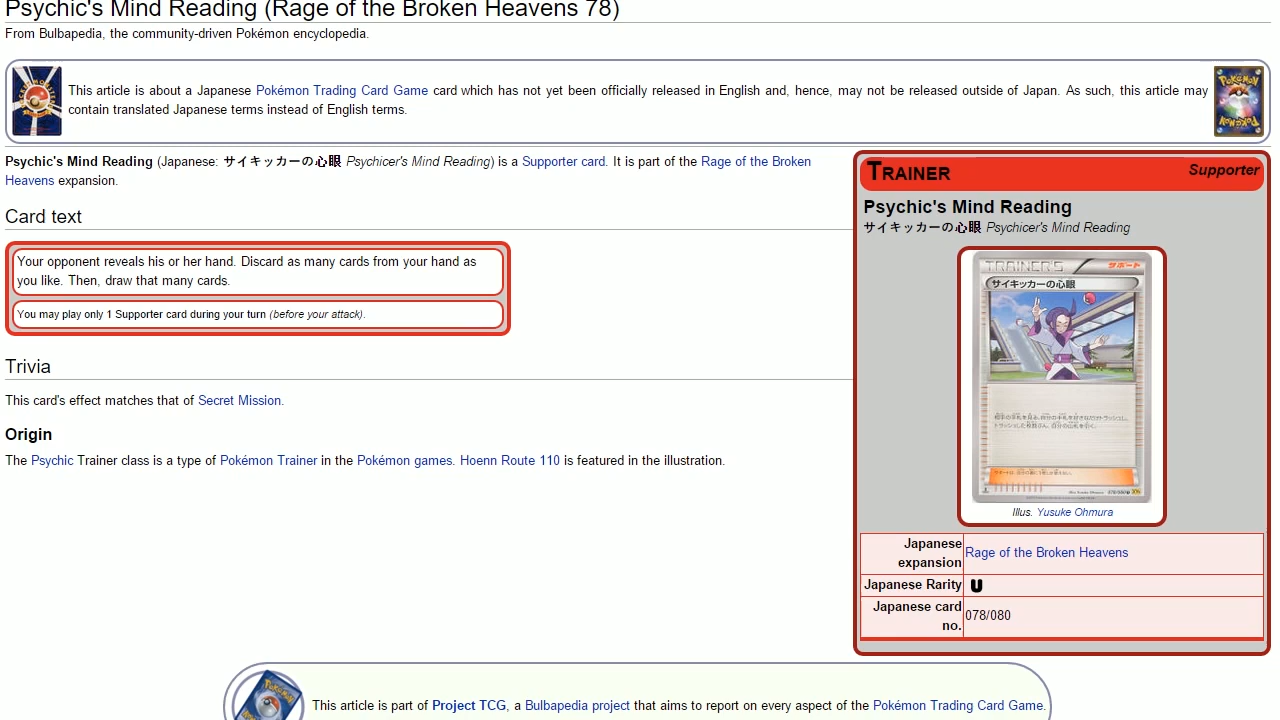 Psychic's Mind Reading (Rage of the Broken Heavens 78)
From Bulbapedia, the community-driven Pokémon encyclopedia.
This article is about a Japanese Pokémon Trading Card Game card which has not yet been officially released in English and, hence, may not be released outside of Japan. As such, this article may
contain translated Japanese terms instead of English terms.
Psychic's Mind Reading (Japanese: サイキッカーの心眼 Psychicer's Mind Reading) is a Supporter card. It is part of the Rage of the Broken
Heavens expansion.
Card text
Your opponent reveals his or her hand. Discard as many cards from your hand as
you like. Then, draw that many cards.
You may play only 1 Supporter card during your turn (before your attack).
Trivia
This card's effect matches that of Secret Mission.
Origin
The Psychic Trainer class is a type of Pokémon Trainer in the Pokémon games. Hoenn Route 110 is featured in the illustration.
TRAINER
Supporter
Psychic's Mind Reading
サイキッカーの心眼 Psychicer's Mind Reading
TRAINER'S
サポート
サイキッカーの心眼
078/080
Illus. Yusuke Ohmura
Japanese
expansion
Rage of the Broken Heavens
Japanese Rarity
U
Japanese card
no.
078/080
This article is part of Project TCG, a Bulbapedia project that aims to report on every aspect of the Pokémon Trading Card Game.